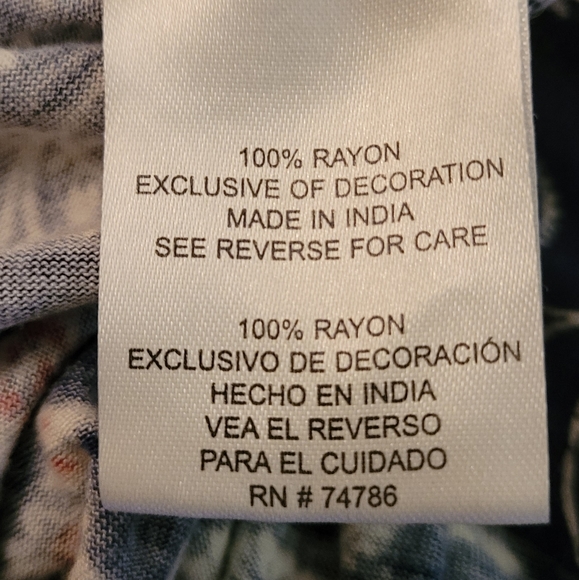 100% RAYON
EXCLUSIVE OF DECORATION
MADE IN INDIA
SEE REVERSE FOR CARE
100% RAYON
EXCLUSIVO DE DECORACIÓN
HECHO EN INDIA
VEA EL REVERSO
PARA EL CUIDADO
RN # 74786